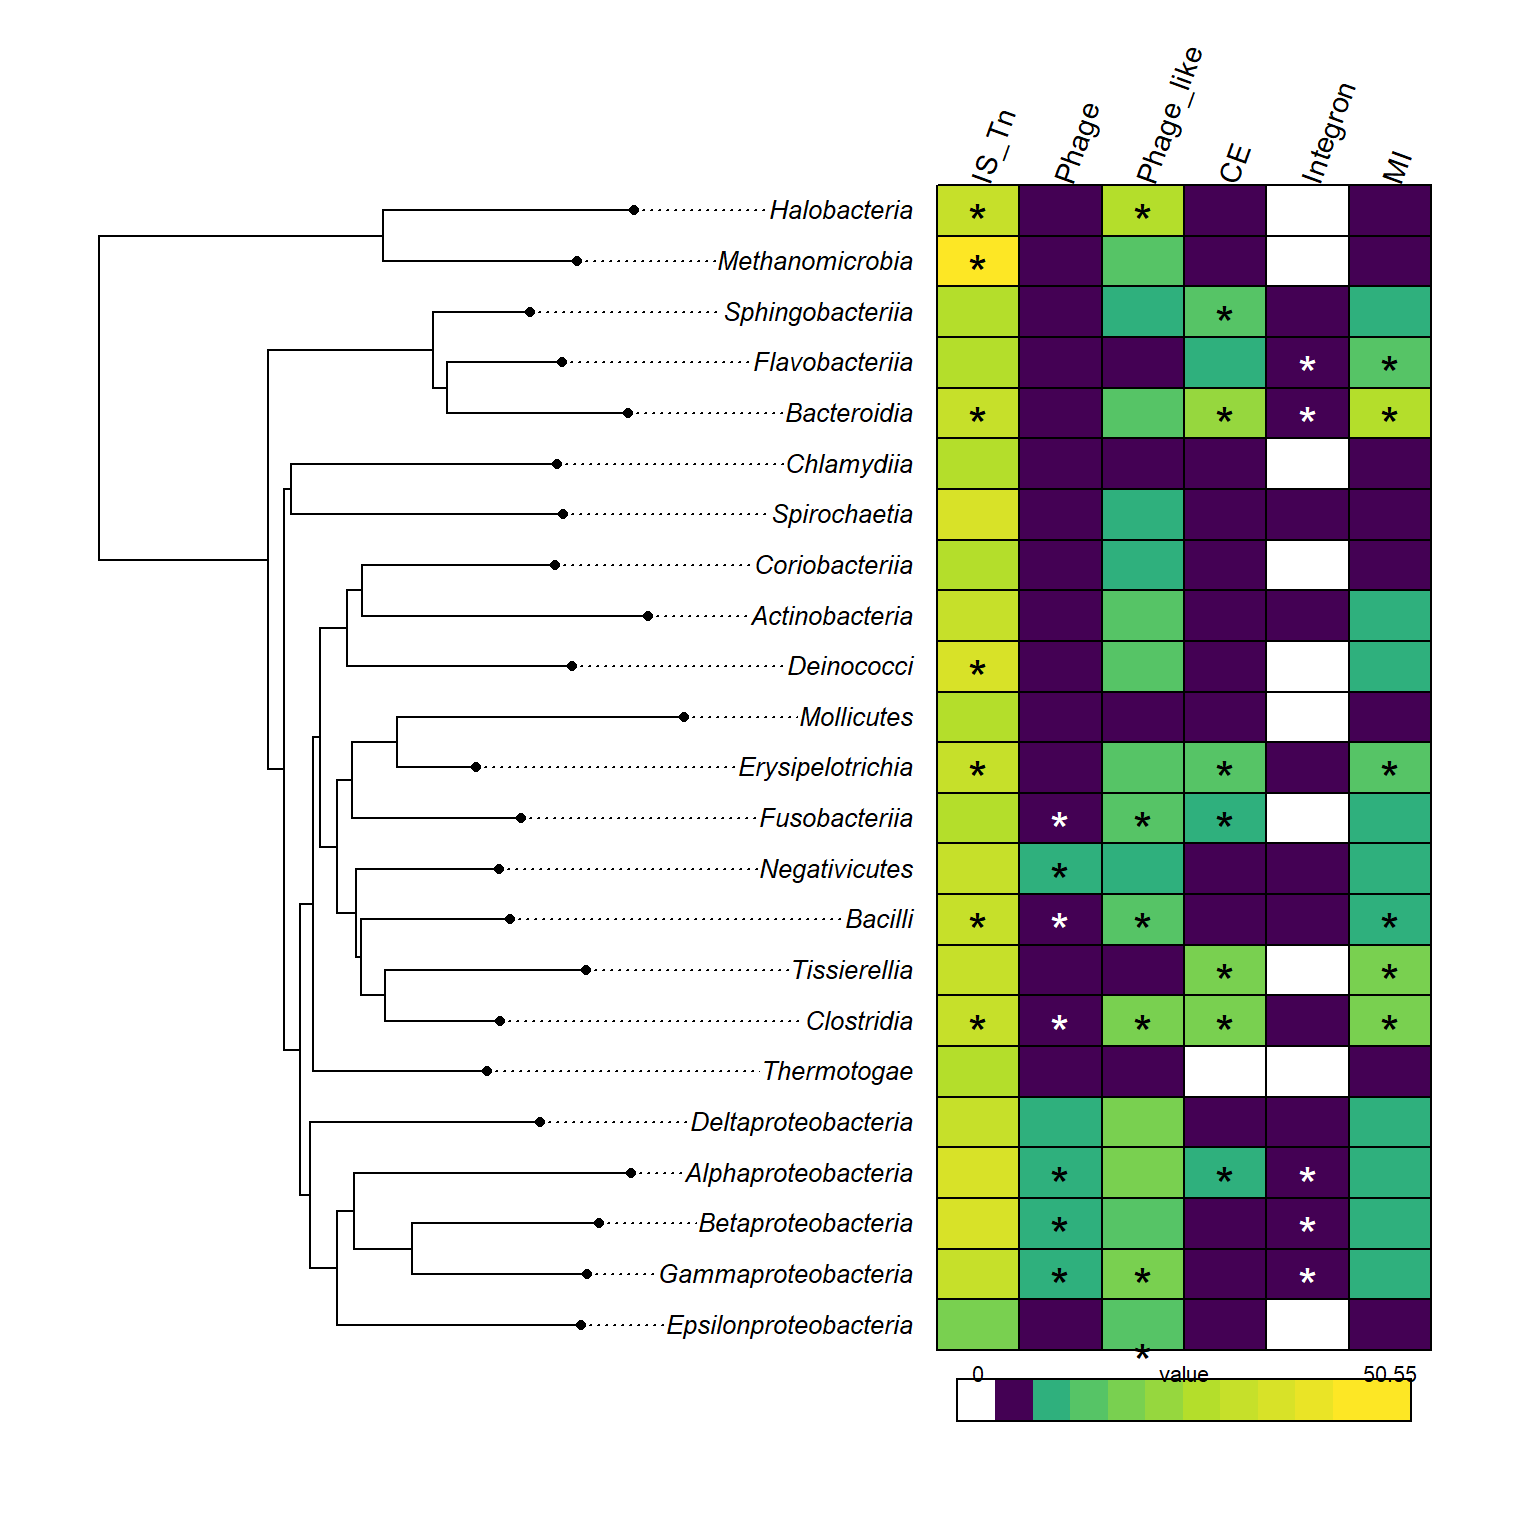 IS_Tn
Phage
Phage_like
CE
Integron
MI
Halobacteria * *
Methanomicrobia *
Sphingobacteriia *
Flavobacteriia * *
Bacteroidia * * * *
Chlamydiia
Spirochaetia
Coriobacteriia
Actinobacteria
Deinococci *
Mollicutes
Erysipelotrichia * * *
Fusobacteriia * * *
Negativicutes *
Bacilli * * * *
Tissierellia * *
Clostridia * * * * *
Thermotogae
Deltaproteobacteria
Alphaproteobacteria * * *
Betaproteobacteria * *
Gammaproteobacteria * * *
Epsilonproteobacteria
*
0 value 50.55